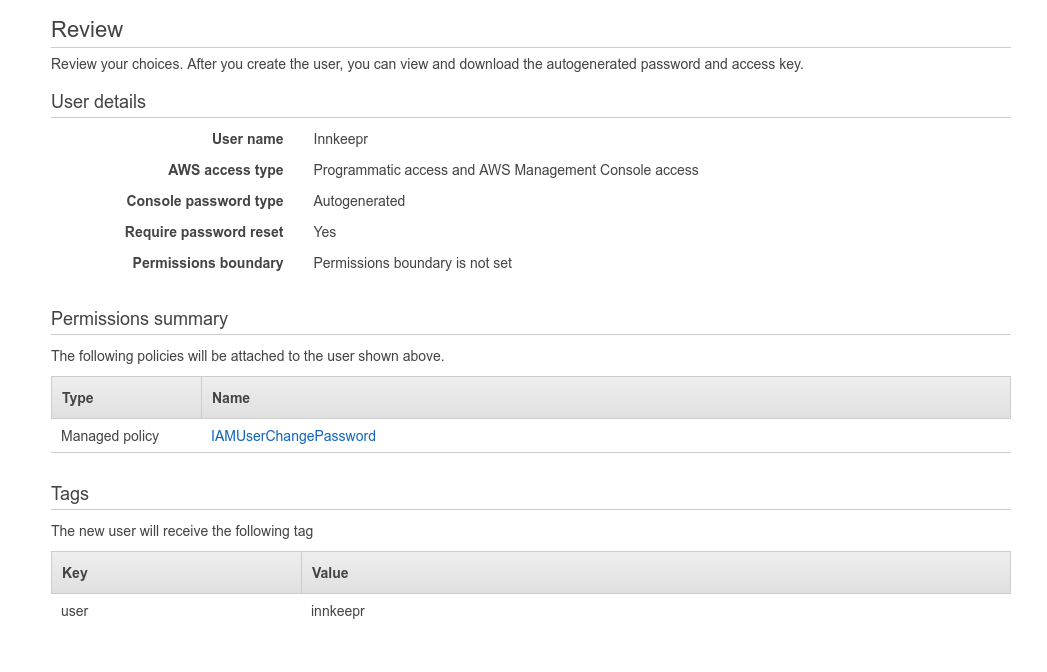 Review
Review your choices. After you create the user, you can view and download the autogenerated password and access key.
User details
User name Innkeepr
AWS access type Programmatic access and AWS Management Console access
Console password type Autogenerated
Require password reset Yes
Permissions boundary Permissions boundary is not set
Permissions summary
The following policies will be attached to the user shown above.
Type Name
Managed policy IAMUserChangePassword
Tags
The new user will receive the following tag
Key Value
user innkeepr